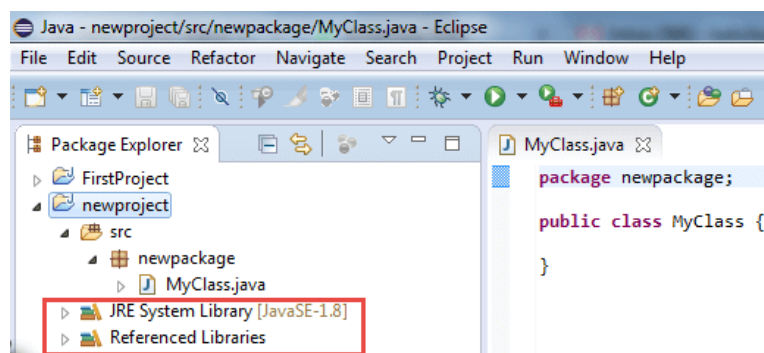 Java - newproject/src/newpackage/MyClass.java - Eclipse
File Edit Source Refactor Navigate Search Project Run Window Help
Package Explorer
FirstProject
newproject
src
newpackage
MyClass.java
JRE System Library [JavaSE-1.8]
Referenced Libraries
MyClass.java
package newpackage;
public class MyClass {
}